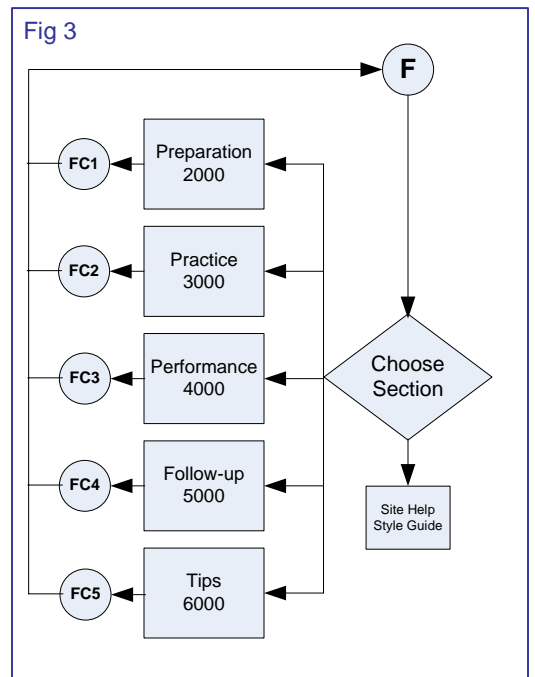 Fig 3
F
FC1
Preparation
2000
FC2
Practice
3000
FC3
Performance
4000
Choose
Section
FC4
Follow-up
5000
Site Help
Style Guide
FC5
Tips
6000